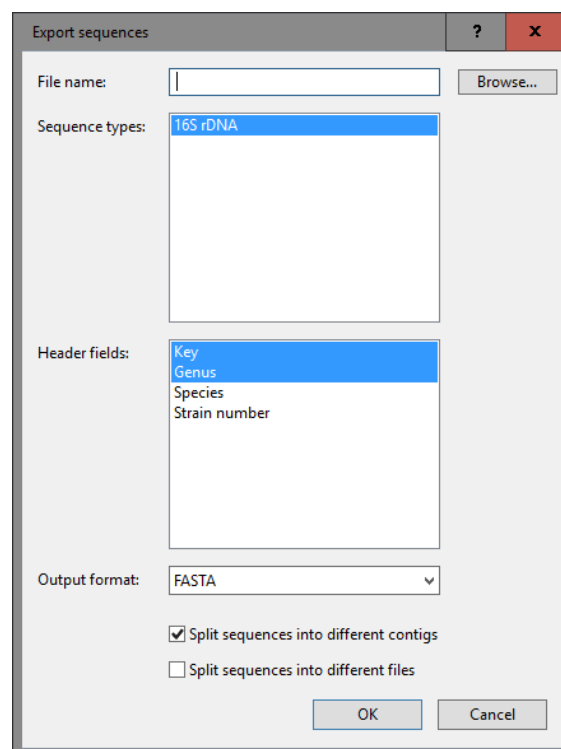 Export sequences
?
x
File name:
Browse...
Sequence types:
16S rDNA
Header fields:
Key
Genus
Species
Strain number
Output format:
FASTA
Split sequences into different contigs
Split sequences into different files
OK
Cancel